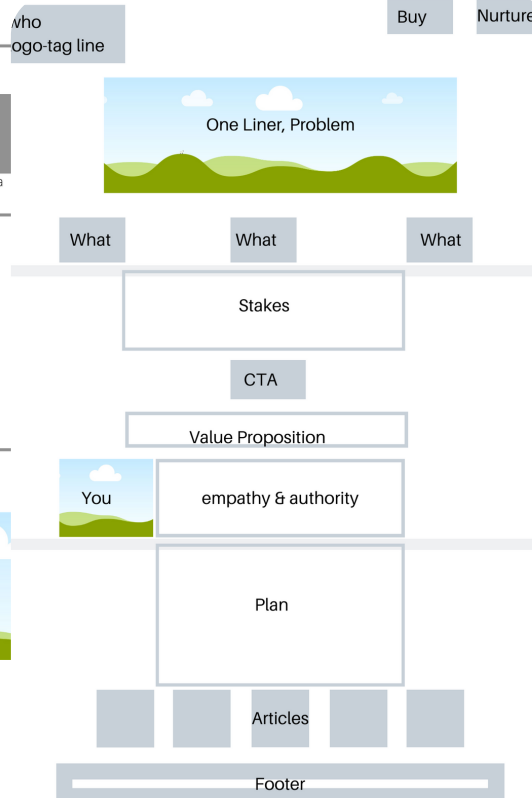 who
ogo-tag line
Buy
Nurture
a
One Liner, Problem
What
What
What
Stakes
CTA
Value Proposition
You
empathy & authority
Plan
Articles
Footer